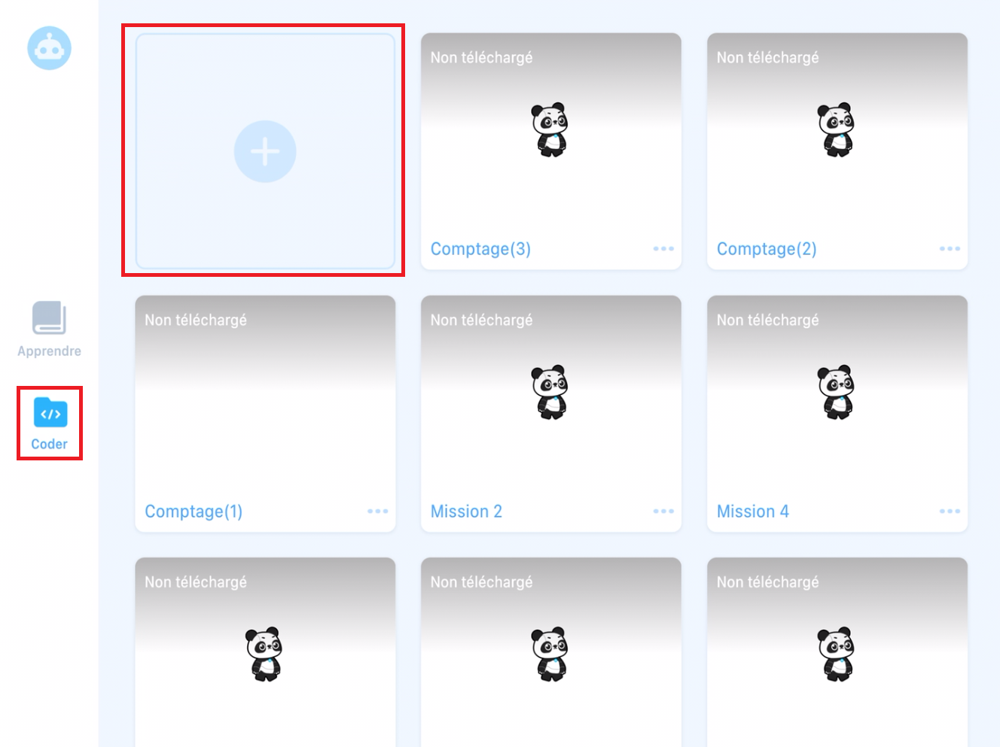 Non téléchargé
Non téléchargé
Comptage(3)
Comptage(2)
Non téléchargé
Non téléchargé
Non téléchargé
Apprendre
</>
Coder
Comptage(1)
Mission 2
Mission 4
Non téléchargé
Non téléchargé
Non téléchargé